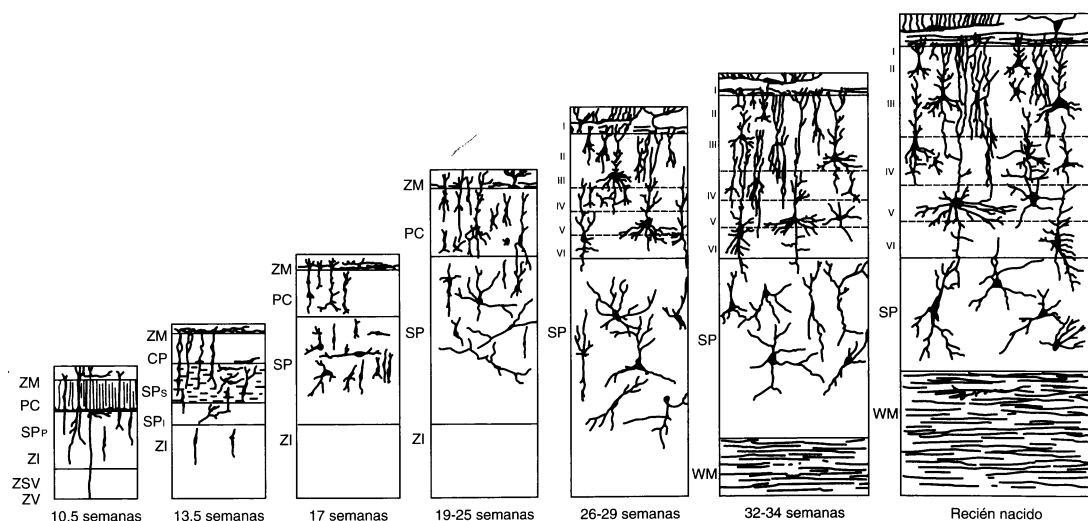 ZM
PC
SPP
ZI
ZSV
ZV
10,5 semanas
ZM
CP
SPS
SPI
ZI
13,5 semanas
ZM
PC
SP
ZI
17 semanas
ZM
PC
SP
ZI
19-25 semanas
I
II
III
IV
V
VI
SP
26-29 semanas
I
II
III
IV
V
VI
SP
WM
32-34 semanas
I
II
III
IV
V
VI
SP
WM
Recién nacido